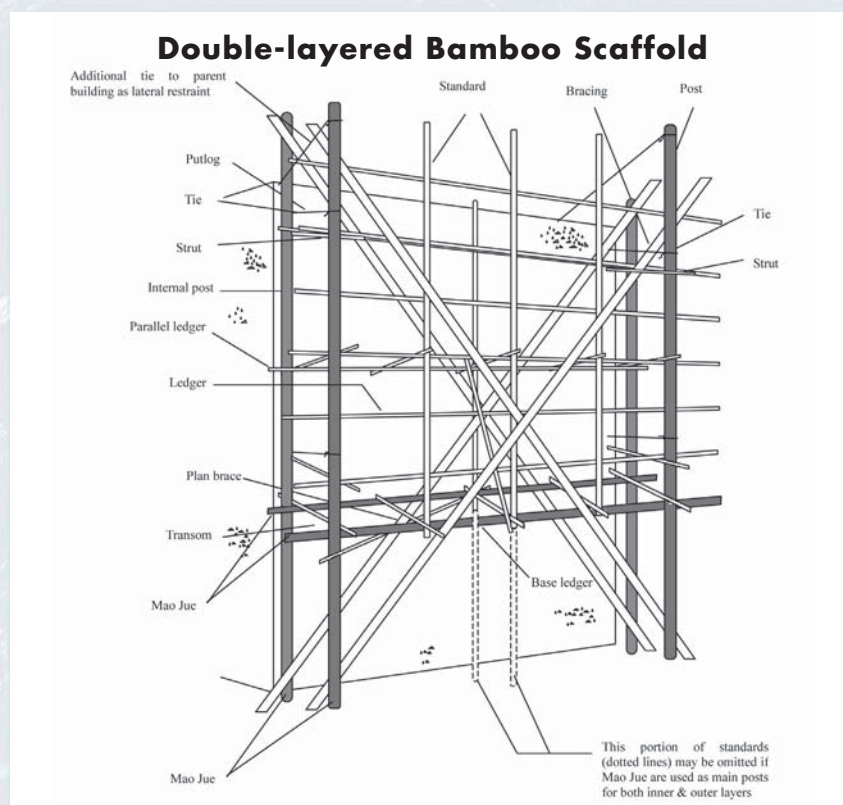 Double-layered Bamboo Scaffold
Additional tie to parent
building as lateral restraint
Standard
Bracing
Post
Putlog
Tie
Tie
Strut
Strut
Internal post
Parallel ledger
Ledger
Plan brace
Transom
Base ledger
Mao Jue
Mao Jue
This portion of standards
(dotted lines) may be omitted if
Mao Jue are used as main posts
for both inner & outer layers